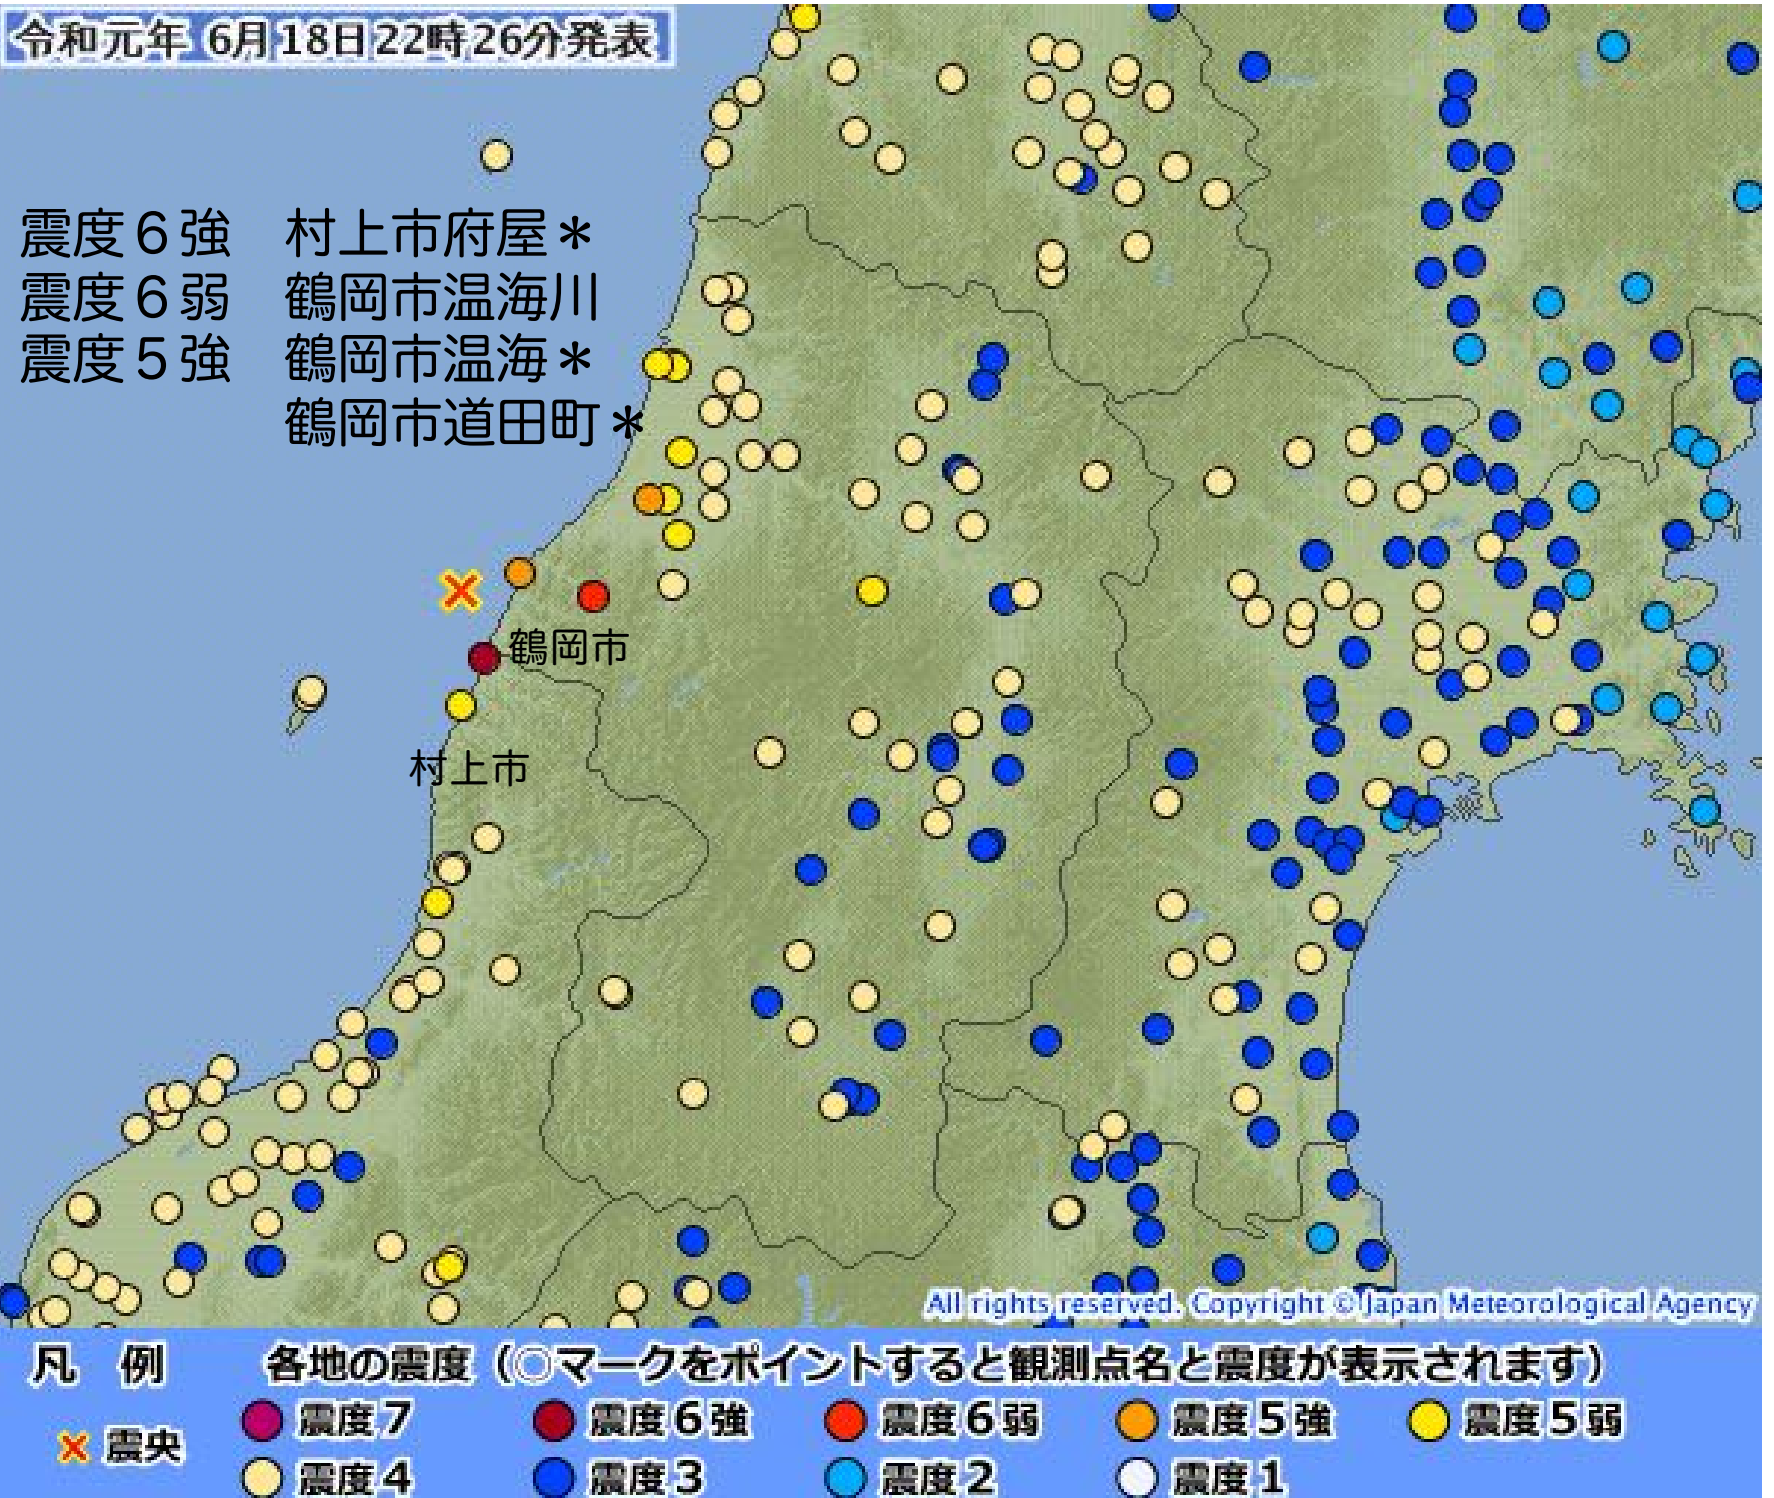 令和元年 6月18日22時26分発表
震度６強　村上市府屋＊
震度６弱　鶴岡市温海川
震度５強　鶴岡市温海＊
鶴岡市道田町＊
鶴岡市
村上市
All rights reserved. Copyright © Japan Meteorological Agency
凡　例　各地の震度（◎マークをポイントすると観測点名と震度が表示されます）
震央
震度７　震度６強　震度６弱　震度５強　震度５弱
震度４　震度３　震度２　震度１